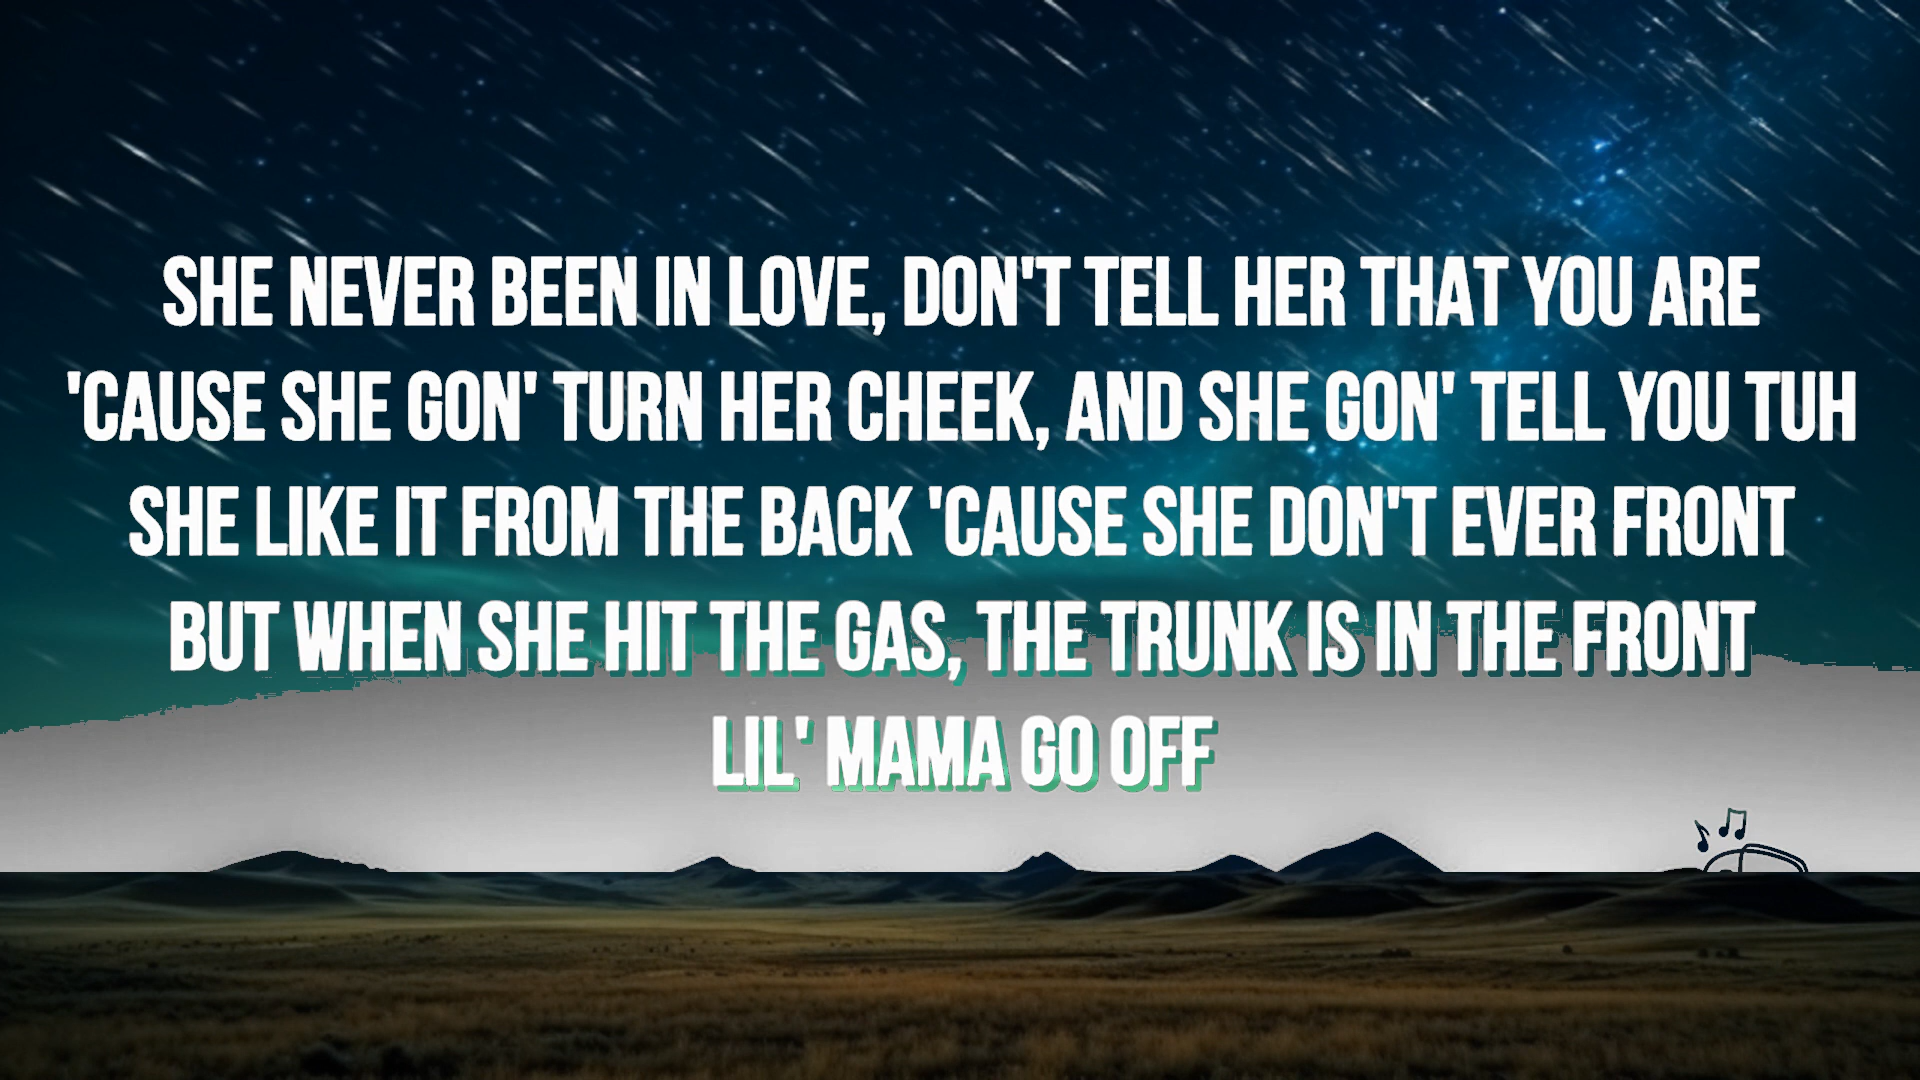 SHE NEVER BEEN IN LOVE, DON'T TELL HER THAT YOU ARE
'CAUSE SHE GON' TURN HER CHEEK, AND SHE GON' TELL YOU TUH
SHE LIKE IT FROM THE BACK 'CAUSE SHE DON'T EVER FRONT
BUT WHEN SHE HIT THE GAS, THE TRUNK IS IN THE FRONT
LIL' MAMA GO OFF